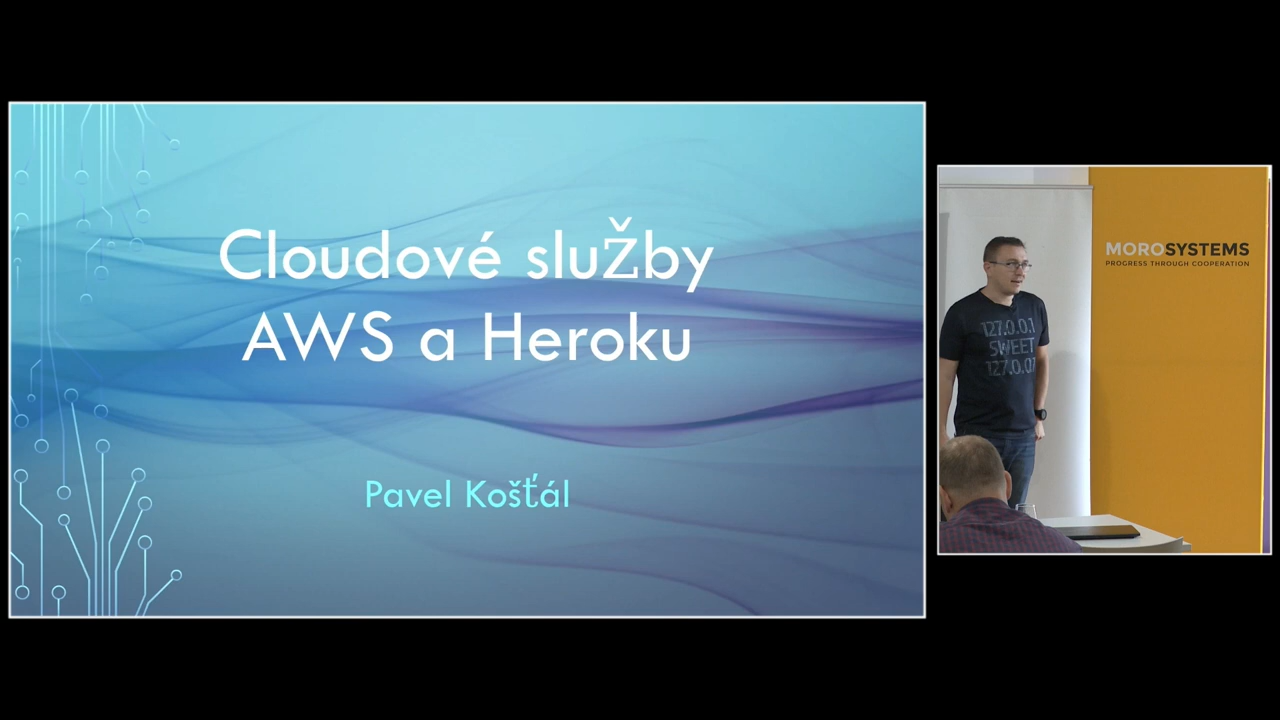 Cloudové služby
AWS a Heroku
Pavel Košťál
MOROSYSTEMS
PROGRESS THROUGH COOPERATION
127.0.0.1
SWEET
127.0.0.1